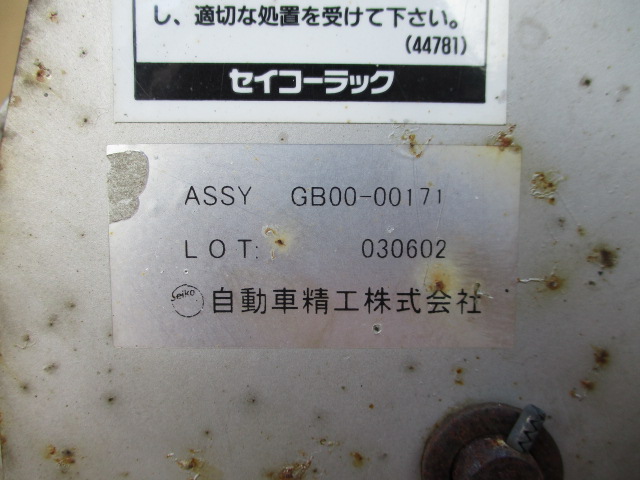 し、適切な処置を受けて下さい。
(44781)
セイコーラック
ASSY GB00-00171
LOT: 030602
Seiko 自動車精工株式会社